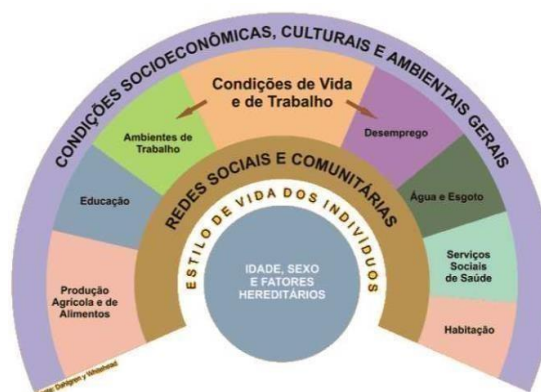 CONDIÇÕES SOCIOECONÔMICAS, CULTURAIS E AMBIENTAIS GERAIS
Condições de Vida
e de Trabalho
Ambientes de
Trabalho
Desemprego
Educação
Água e Esgoto
Produção
Agrícola e de
Alimentos
Serviços
Sociais
de Saúde
Habitação
REDES SOCIAIS E COMUNITÁRIAS
ESTILO DE VIDA DOS INDIVÍDUOS
IDADE, SEXO
E FATORES
HEREDITÁRIOS
Dahlgren y Whitehead